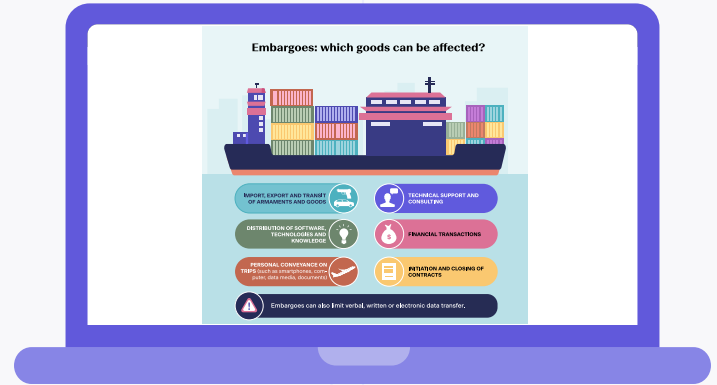 Embargoes: which goods can be affected?
IMPORT, EXPORT AND TRANSIT
OF ARMAMENTS AND GOODS
TECHNICAL SUPPORT AND
CONSULTING
DISTRIBUTION OF SOFTWARE,
TECHNOLOGIES AND
KNOWLEDGE
$
FINANCIAL TRANSACTIONS
PERSONAL CONVEYANCE ON
TRIPS (such as smartphones, com-
puter, data media, documents)
INITIATION AND CLOSING OF
CONTRACTS
Embargoes can also limit verbal, written or electronic data transfer.